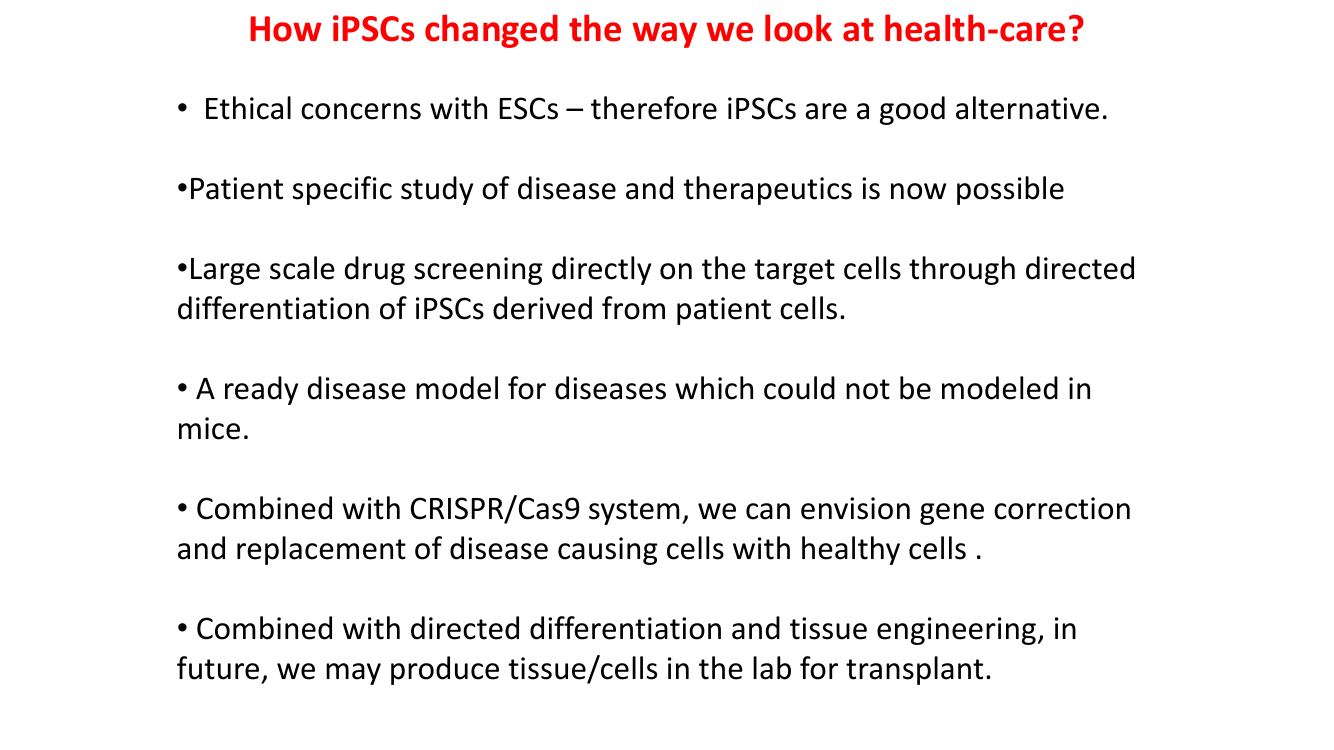 How iPSCs changed the way we look at health-care?
• Ethical concerns with ESCs – therefore iPSCs are a good alternative.
•Patient specific study of disease and therapeutics is now possible
•Large scale drug screening directly on the target cells through directed
differentiation of iPSCs derived from patient cells.
• A ready disease model for diseases which could not be modeled in
mice.
• Combined with CRISPR/Cas9 system, we can envision gene correction
and replacement of disease causing cells with healthy cells .
• Combined with directed differentiation and tissue engineering, in
future, we may produce tissue/cells in the lab for transplant.